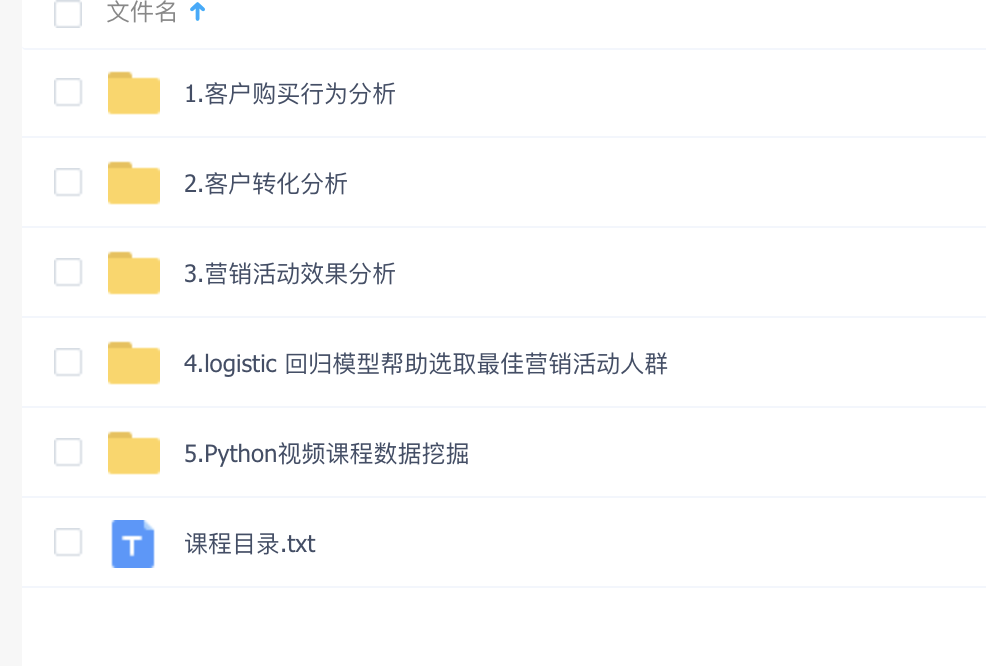 文件名
1.客户购买行为分析
2.客户转化分析
3.营销活动效果分析
4.logistic 回归模型帮助选取最佳营销活动人群
5.Python视频课程数据挖掘
T
课程目录.txt